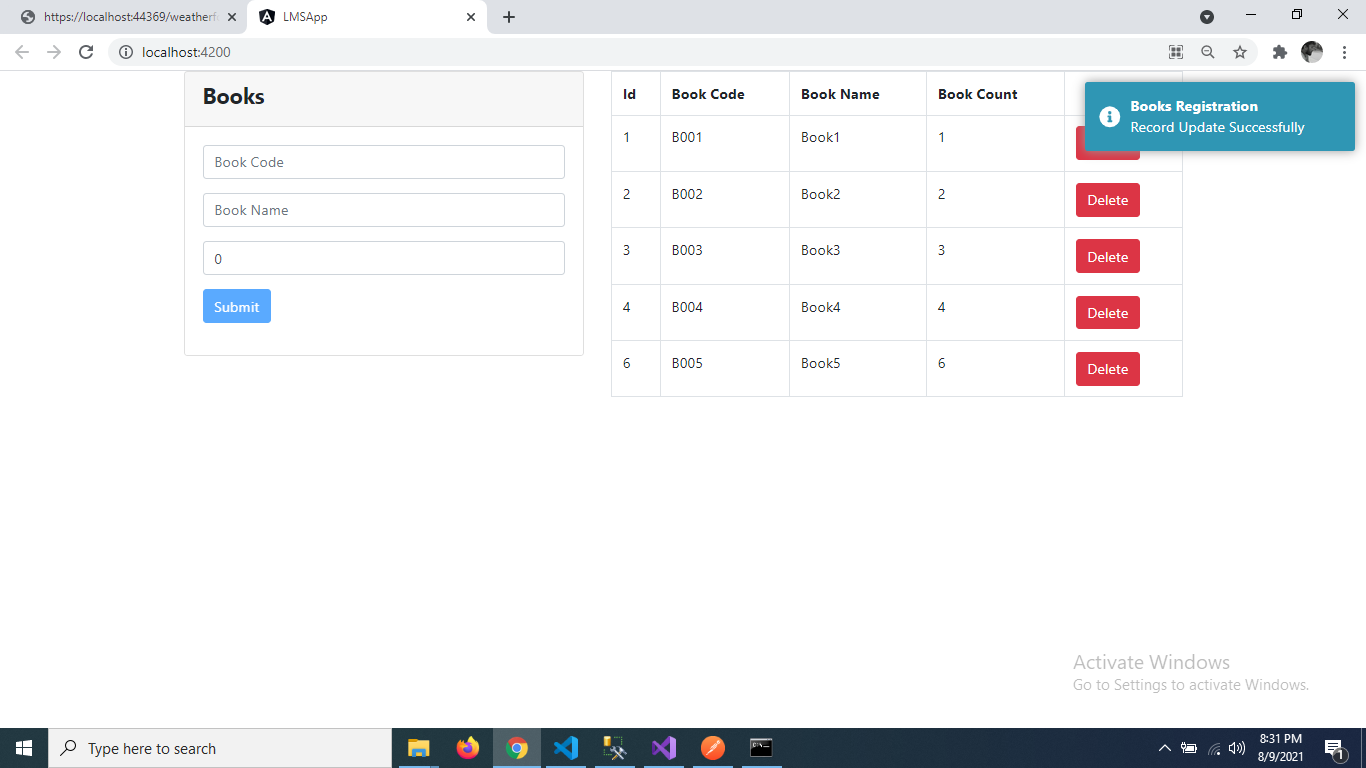 https://localhost:44369/weatherf
LMSApp
localhost:4200
Books
Book Code
Book Name
0
Submit
Id Book Code Book Name Book Count
1 B001 Book1 1
2 B002 Book2 2 Delete
3 B003 Book3 3 Delete
4 B004 Book4 4 Delete
6 B005 Book5 6 Delete
Books Registration
Record Update Successfully
Activate Windows
Go to Settings to activate Windows.
Type here to search
8:31 PM
8/9/2021
1